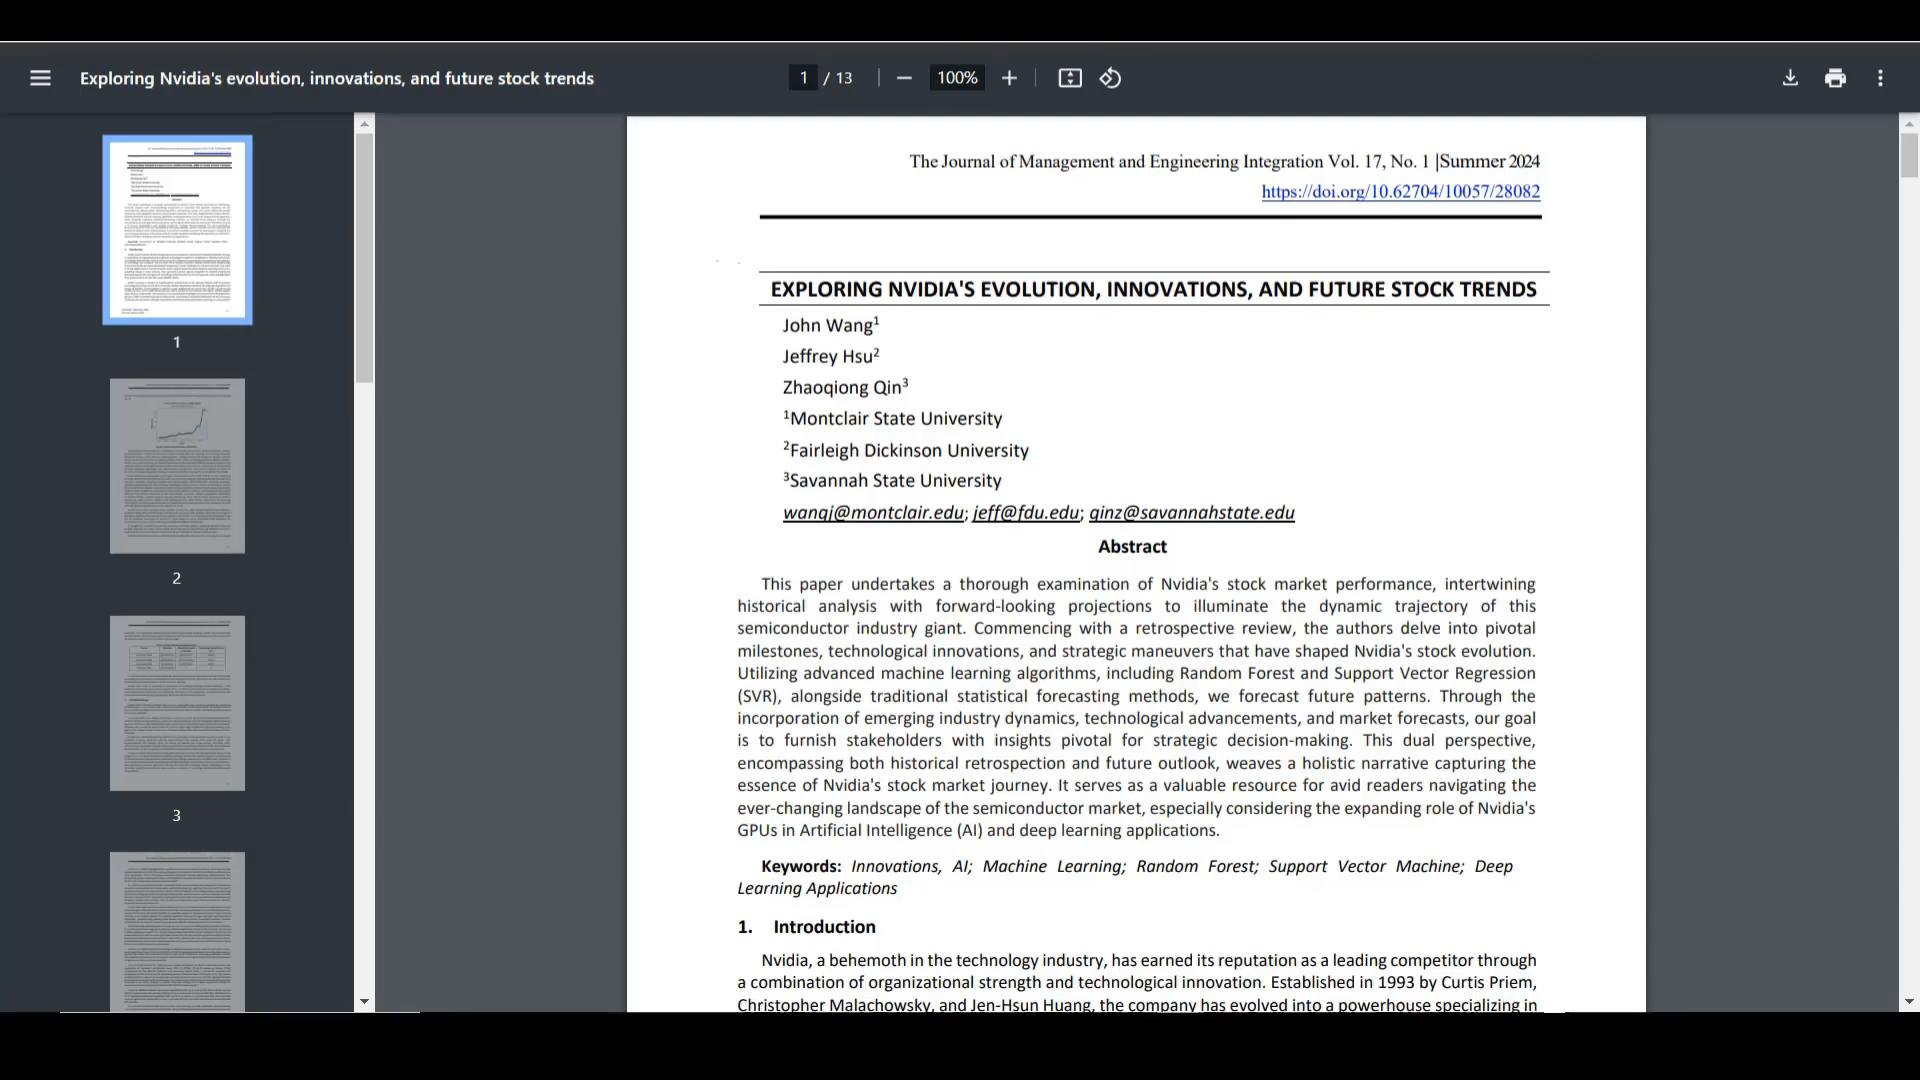 Exploring Nvidia's evolution, innovations, and future stock trends
1 / 13
100%
1
2
3
The Journal of Management and Engineering Integration Vol. 17, No. 1 |Summer 2024
https://doi.org/10.62704/10057/28082
EXPLORING NVIDIA'S EVOLUTION, INNOVATIONS, AND FUTURE STOCK TRENDS
John Wang1
Jeffrey Hsu2
Zhaoqiong Qin3
1Montclair State University
2Fairleigh Dickinson University
3Savannah State University
wangj@montclair.edu; jeff@fdu.edu; qinz@savannahstate.edu
Abstract
This paper undertakes a thorough examination of Nvidia's stock market performance, intertwining
historical analysis with forward-looking projections to illuminate the dynamic trajectory of this
semiconductor industry giant. Commencing with a retrospective review, the authors delve into pivotal
milestones, technological innovations, and strategic maneuvers that have shaped Nvidia's stock evolution.
Utilizing advanced machine learning algorithms, including Random Forest and Support Vector Regression
(SVR), alongside traditional statistical forecasting methods, we forecast future patterns. Through the
incorporation of emerging industry dynamics, technological advancements, and market forecasts, our goal
is to furnish stakeholders with insights pivotal for strategic decision-making. This dual perspective,
encompassing both historical retrospection and future outlook, weaves a holistic narrative capturing the
essence of Nvidia's stock market journey. It serves as a valuable resource for avid readers navigating the
ever-changing landscape of the semiconductor market, especially considering the expanding role of Nvidia's
GPUs in Artificial Intelligence (AI) and deep learning applications.
Keywords: Innovations, AI; Machine Learning; Random Forest; Support Vector Machine; Deep
Learning Applications
1. Introduction
Nvidia, a behemoth in the technology industry, has earned its reputation as a leading competitor through
a combination of organizational strength and technological innovation. Established in 1993 by Curtis Priem,
Christopher Malachowsky, and Jen-Hsun Huang, the company has evolved into a powerhouse specializing in